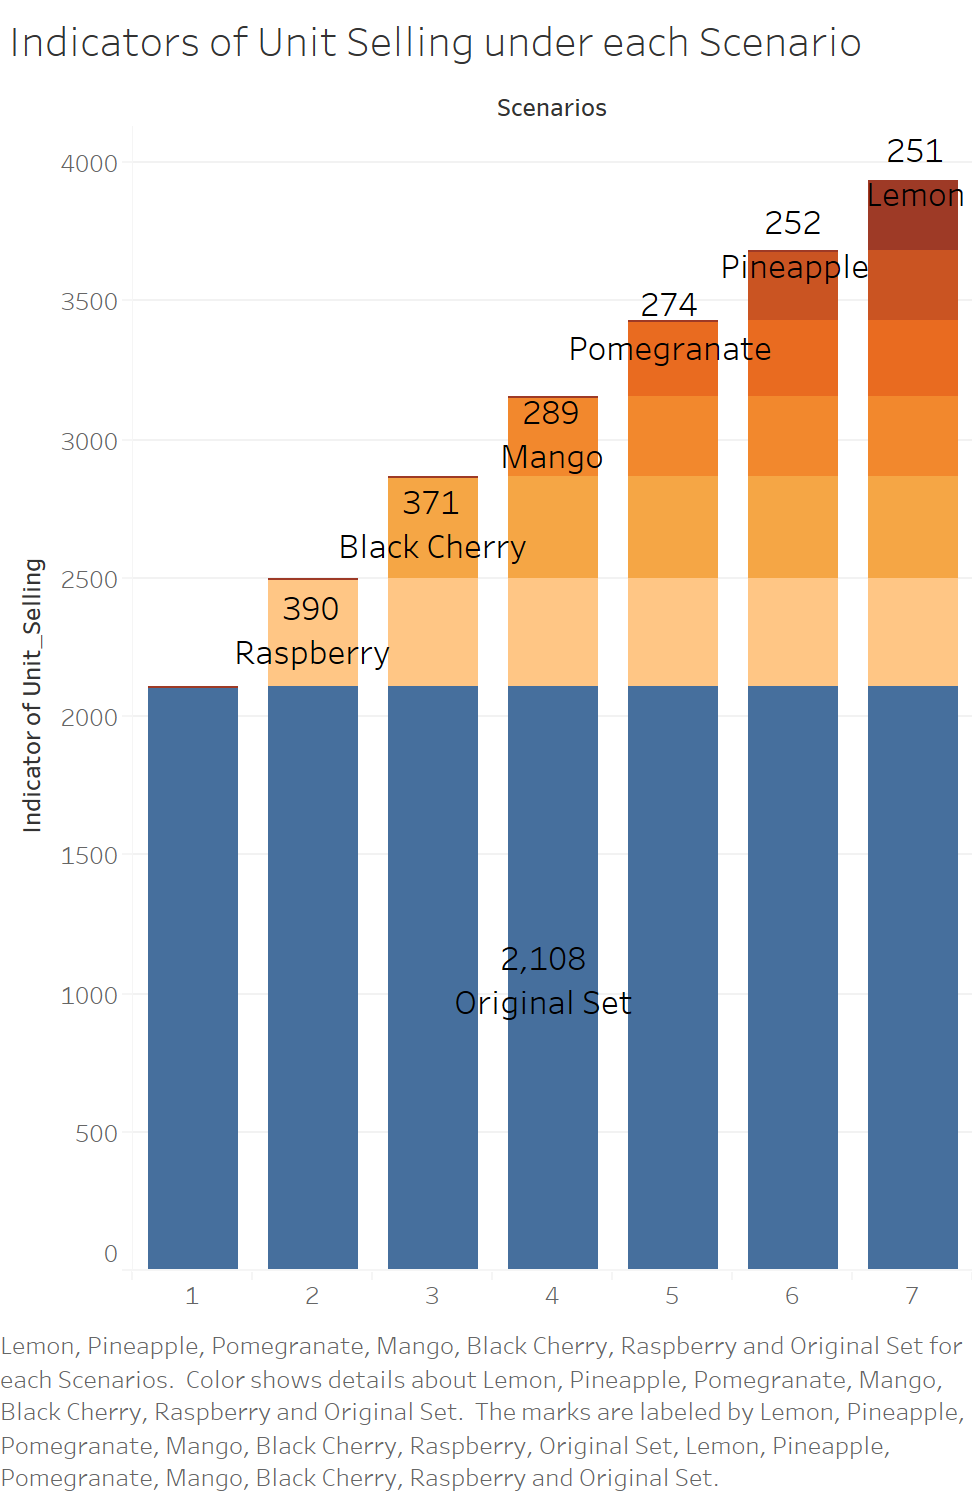 Indicators of Unit Selling under each Scenario
Scenarios
251
4000
Lemon
252
Pineapple
3500
274
Pomegranate
289
3000
Mango
371
Black Cherry
Indicator of Unit_Selling
2500
390
Raspberry
2000
1500
2,108
1000
Original Set
500
0
1 2 3 4 5 6 7
Lemon, Pineapple, Pomegranate, Mango, Black Cherry, Raspberry and Original Set for
each Scenarios. Color shows details about Lemon, Pineapple, Pomegranate, Mango,
Black Cherry, Raspberry and Original Set. The marks are labeled by Lemon, Pineapple,
Pomegranate, Mango, Black Cherry, Raspberry, Original Set, Lemon, Pineapple,
Pomegranate, Mango, Black Cherry, Raspberry and Original Set.